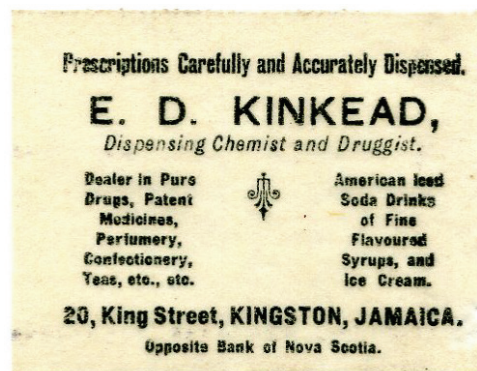 Prescriptions Carefully and Accurately Dispensed.
E. D. KINKEAD,
Dispensing Chemist and Druggist.
Dealer in Pure
Drugs, Patent
Medicines,
Perfumery,
Confectionery,
Teas, etc., etc.
American Iced
Soda Drinks
of Fine
Flavoured
Syrups, and
Ice Cream.
20, King Street, KINGSTON, JAMAICA.
Opposite Bank of Nova Scotia.